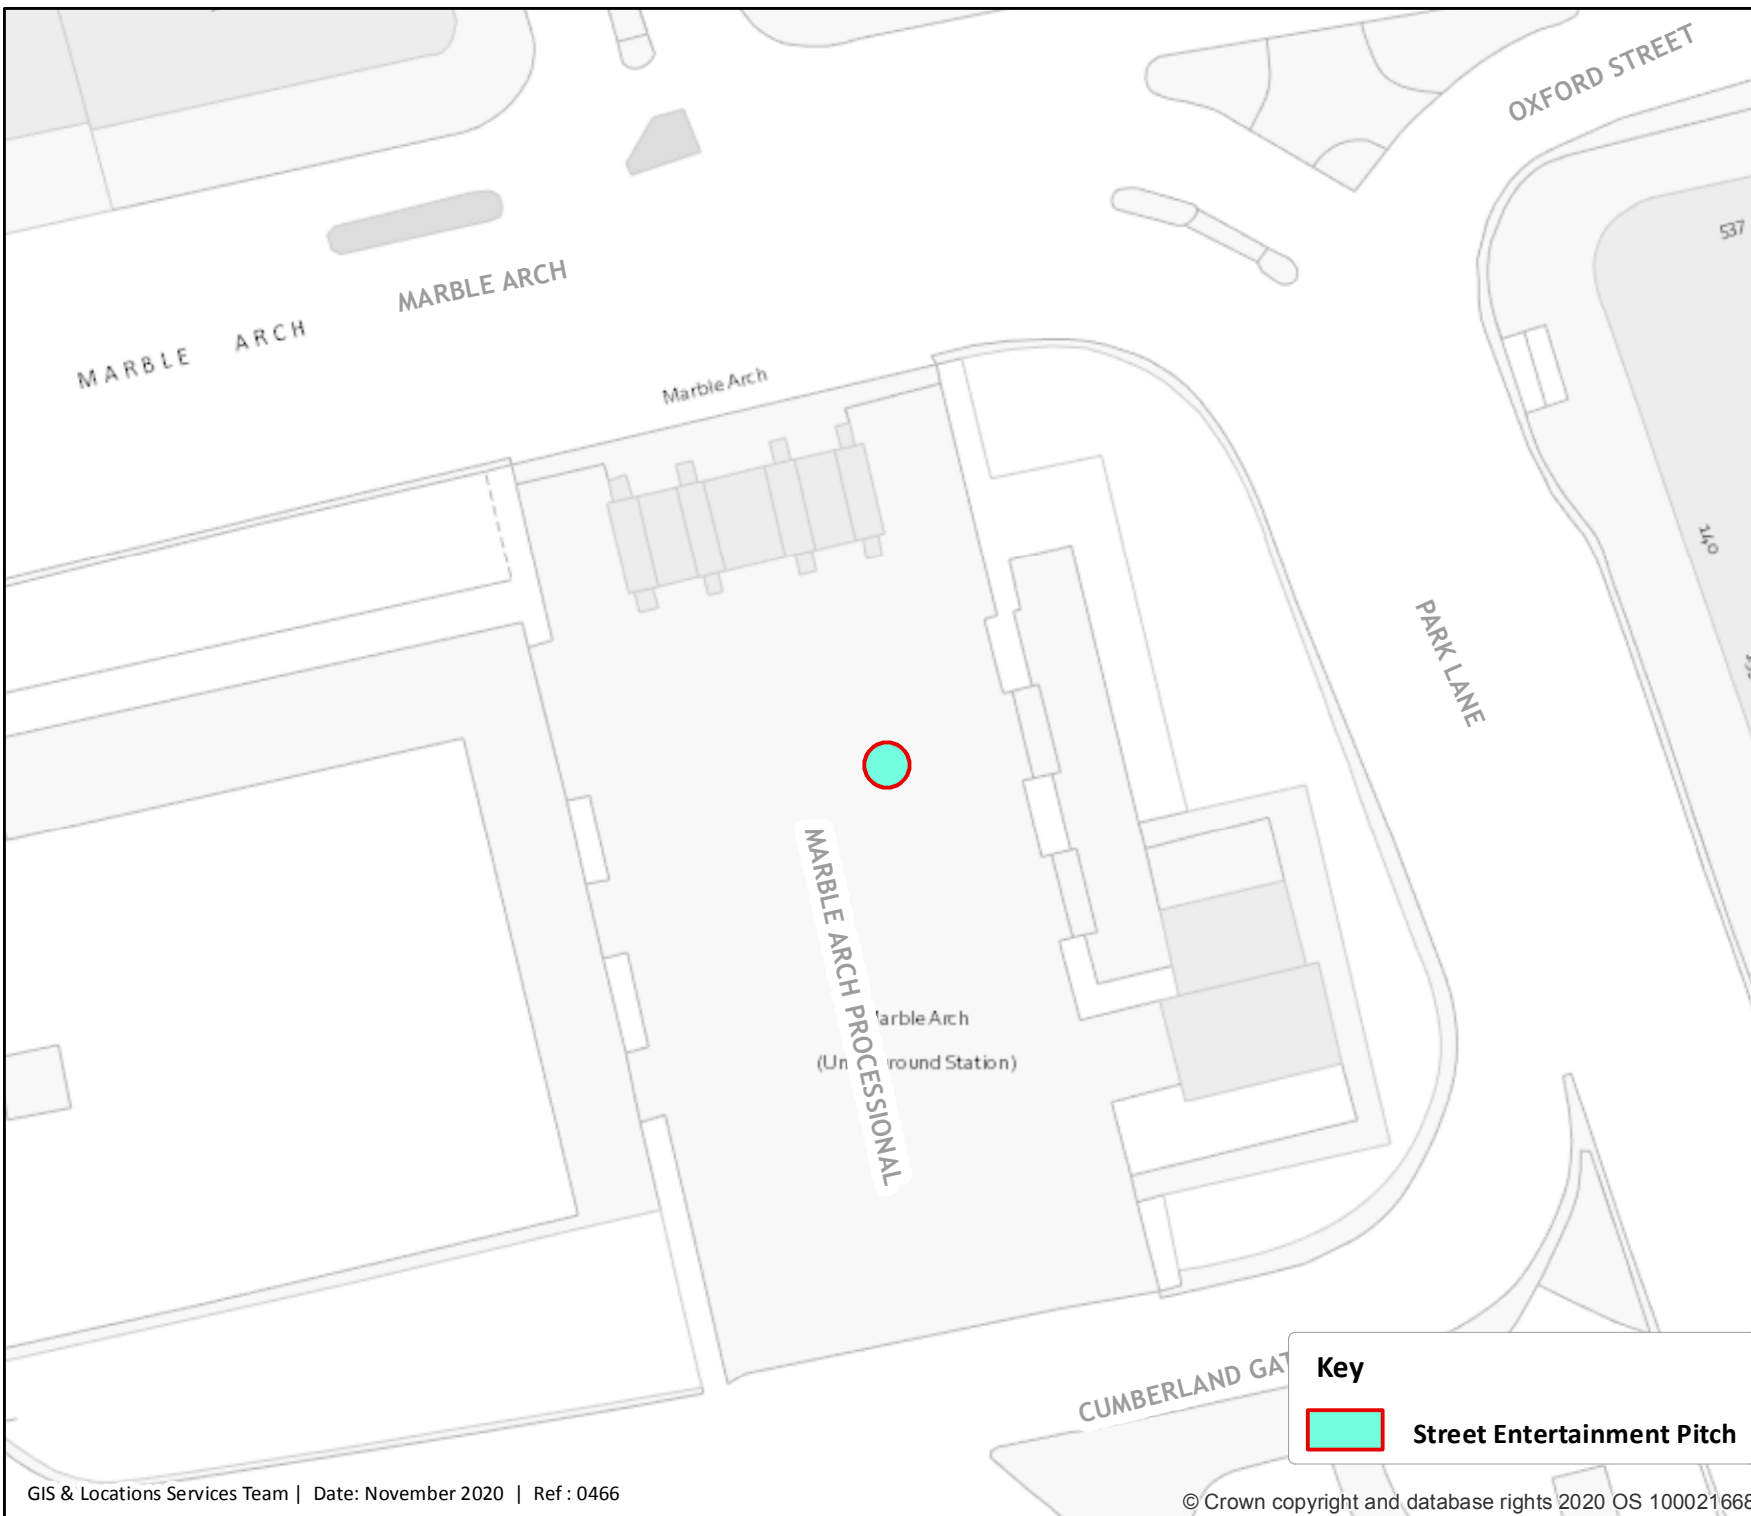 OXFORD STREET
537
MARBLE ARCH
MARBLE ARCH
Marble Arch
140
PARK LANE
MARBLE ARCH PROCESSIONAL
arble Arch
(Un round Station)
CUMBERLAND GAT
Key
Street Entertainment Pitch
GIS & Locations Services Team | Date: November 2020 | Ref : 0466
© Crown copyright and database rights 2020 OS 100021668